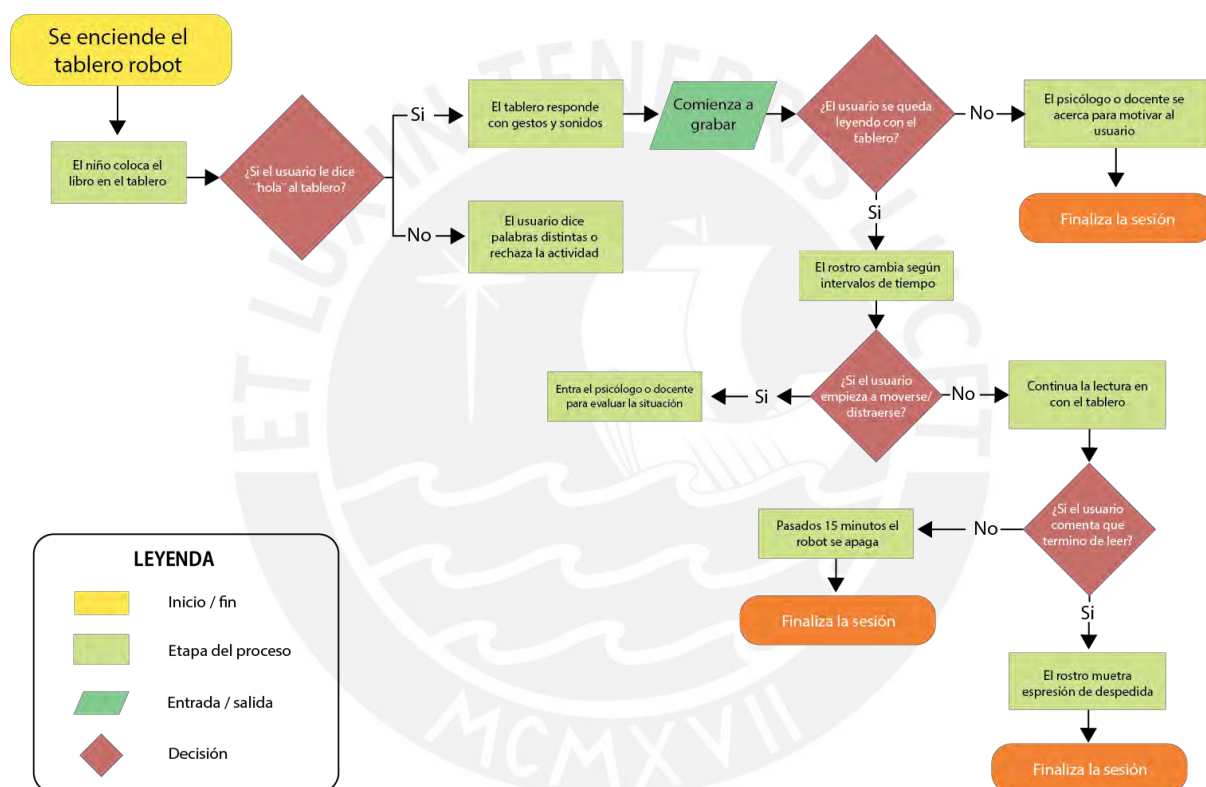 Se enciende el
tablero robot
El niño coloca el
libro en el tablero
¿Si el usuario le dice
¨hola¨ al tablero?
Si
El tablero responde
con gestos y sonidos
No
El usuario dice
palabras distintas o
rechaza la actividad
Comienza a
grabar
¿El usuario se queda
leyendo con el
tablero?
No
El psicólogo o docente se
acerca para motivar al
usuario
Finaliza la sesión
Si
El rostro cambia según
intervalos de tiempo
¿Si el usuario
empieza a moverse/
distraerse?
Si
Entra el psicólogo o docente
para evaluar la situación
No
Continua la lectura en
con el tablero
¿Si el usuario
comenta que
termino de leer?
No
Pasados 15 minutos el
robot se apaga
Finaliza la sesión
Si
El rostro muetra
espresión de despedida
Finaliza la sesión
LEYENDA
Inicio / fin
Etapa del proceso
Entrada / salida
Decisión
ET LUX IN TENEBRIS LUCET
MCMXVII